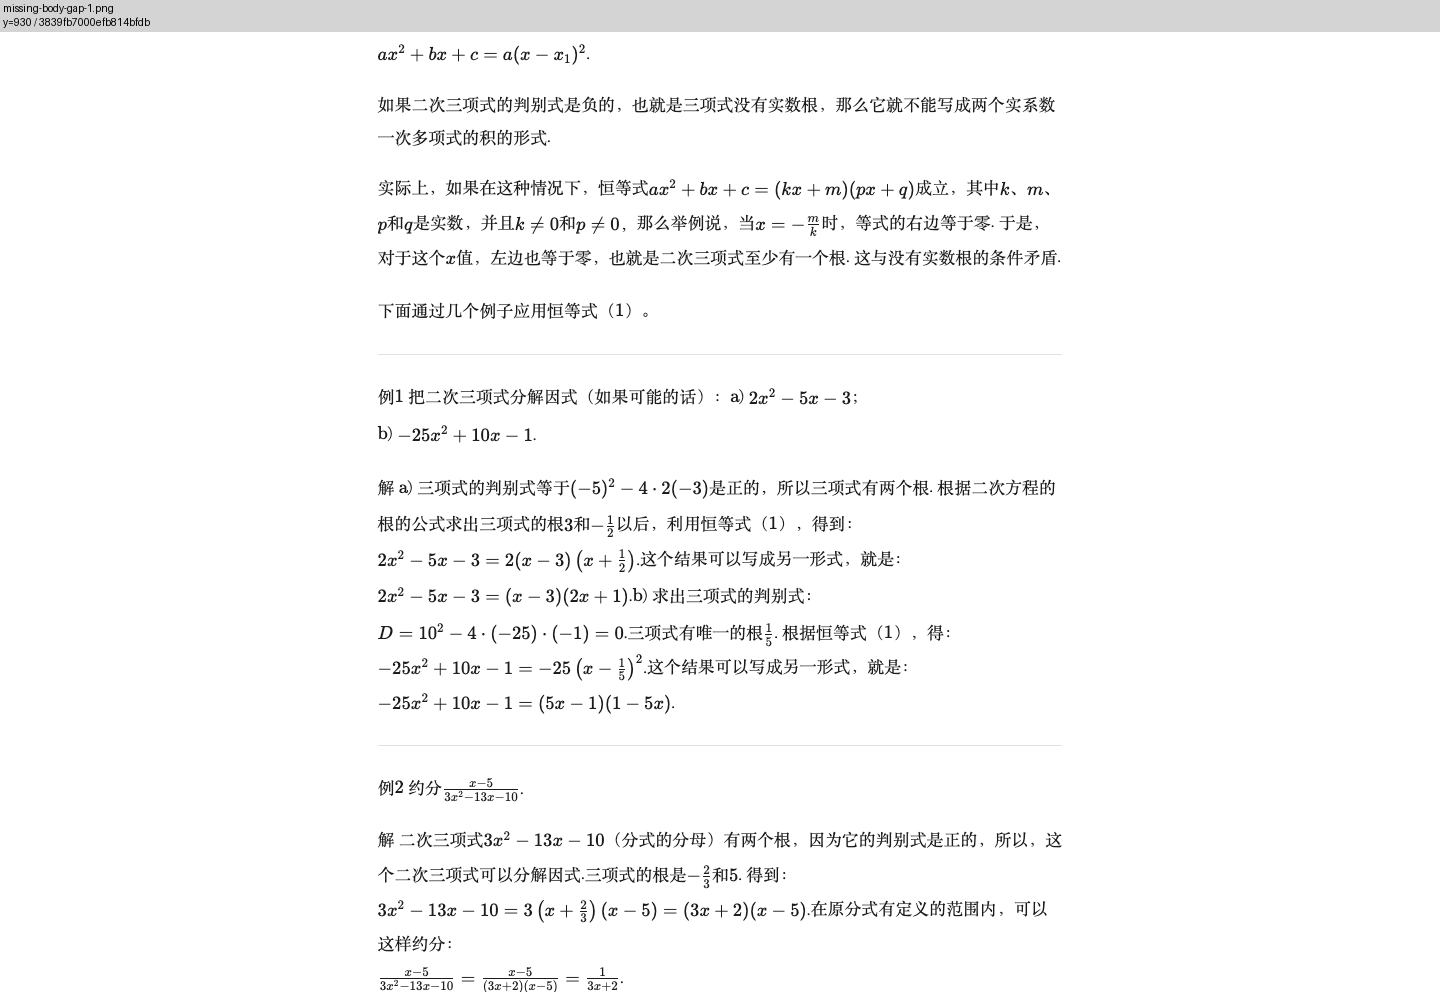 missing-body-gap-1.png
y=930 / 3839fb7000efb814bfdb
ax² + bx + c = a(x − x₁)².
如果二次三项式的判别式是负的，也就是三项式没有实数根，那么它就不能写成两个实系数
一次多项式的积的形式.
实际上，如果在这种情况下，恒等式ax² + bx + c = (kx + m)(px + q)成立，其中k、m、
p和q是实数，并且k ≠ 0和p ≠ 0，那么举例说，当x = −m/k时，等式的右边等于零. 于是，
对于这个x值，左边也等于零，也就是二次三项式至少有一个根. 这与没有实数根的条件矛盾.
下面通过几个例子应用恒等式（1）。
例1 把二次三项式分解因式（如果可能的话）：a) 2x² − 5x − 3；
b) −25x² + 10x − 1.
解 a) 三项式的判别式等于(−5)² − 4 · 2(−3)是正的，所以三项式有两个根. 根据二次方程的
根的公式求出三项式的根3和−1/2以后，利用恒等式（1），得到：
2x² − 5x − 3 = 2(x − 3)(x + 1/2).这个结果可以写成另一形式，就是：
2x² − 5x − 3 = (x − 3)(2x + 1).b) 求出三项式的判别式：
D = 10² − 4 · (−25) · (−1) = 0.三项式有唯一的根1/5. 根据恒等式（1），得：
−25x² + 10x − 1 = −25(x − 1/5)².这个结果可以写成另一形式，就是：
−25x² + 10x − 1 = (5x − 1)(1 − 5x).
例2 约分(x−5)/(3x²−13x−10).
解 二次三项式3x² − 13x − 10（分式的分母）有两个根，因为它的判别式是正的，所以，这
个二次三项式可以分解因式.三项式的根是−2/3和5. 得到：
3x² − 13x − 10 = 3(x + 2/3)(x − 5) = (3x + 2)(x − 5).在原分式有定义的范围内，可以
这样约分：
(x−5)/(3x²−13x−10) = (x−5)/((3x+2)(x−5)) = 1/(3x+2).